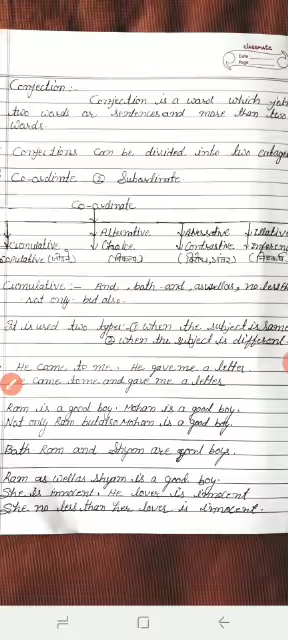 classmate
Date
Page
Conjection :-
Conjection is a word which join
two words or sentences and more than two
words.
Conjections can be divited into two
Co-ordinate ② Subordinate
Co-ordinate
Alternative
Cumulative
Choice
Contrastive
And, both-and, as well as, no less than
not only - but also.
It is used two types - ① when the subject is same
② when the subject is different
He came to me. He gave me a letter
came to me and gave me a letter
Ram is a good boy. Mohan is a good boy.
Not only Ram but also Mohan is a good boy.
Both Ram and Shyam are good boys.
Ram as well as shyam is a good boy.
She is innocent. He lover is innocent
She no less than her lover is innocent.